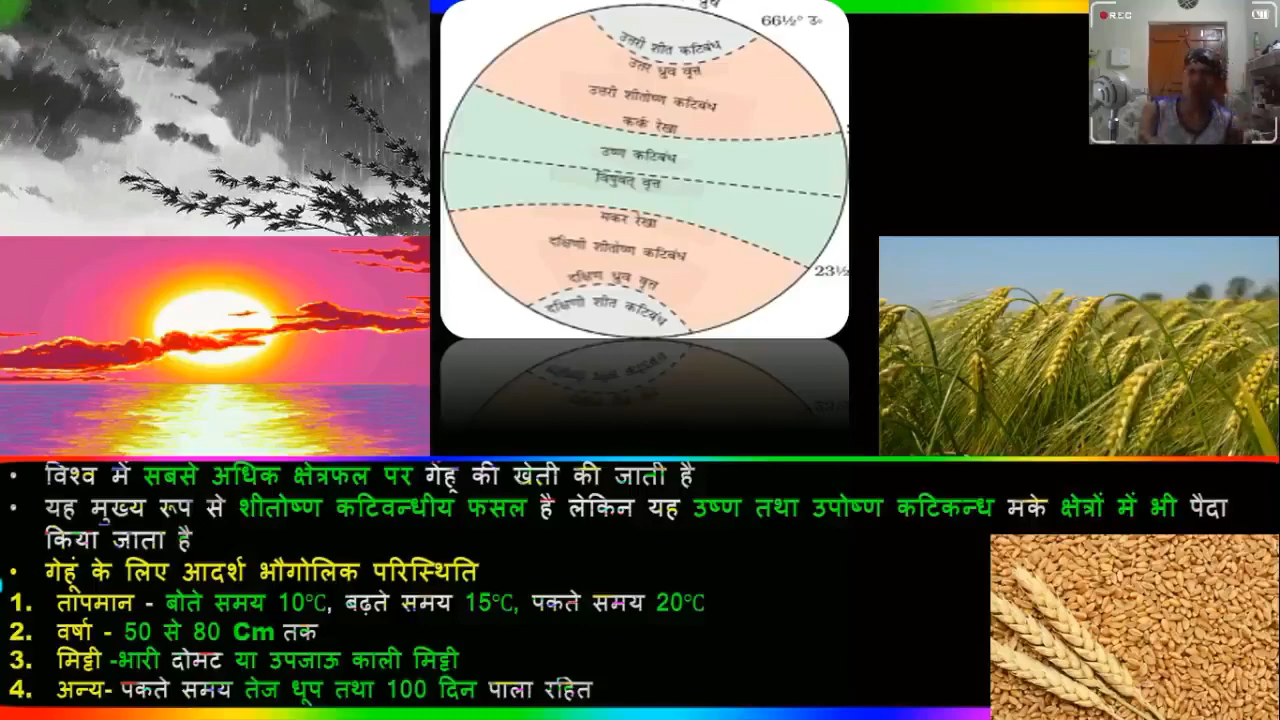 66½° उ॰
REC
उत्तरी शीत कटिबंध
उत्तर ध्रुव वृत्त
उत्तरी शीतोष्ण कटिबंध
कर्क रेखा
उष्ण कटिबंध
विषुवत् वृत्त
मकर रेखा
दक्षिणी शीतोष्ण कटिबंध
23½
दक्षिण ध्रुव वृत्त
दक्षिणी शीत कटिबंध
• विश्व में सबसे अधिक क्षेत्रफल पर गेहू की खेती की जाती है
• यह मुख्य रूप से शीतोष्ण कटिवन्धीय फसल है लेकिन यह उष्ण तथा उपोष्ण कटिकन्ध मके क्षेत्रों में भी पैदा
किया जाता है
• गेहूं के लिए आदर्श भौगोलिक परिस्थिति
1. तापमान - बोते समय 10°C, बढ़ते समय 15°C, पकते समय 20°C
2. वर्षा - 50 से 80 Cm तक
3. मिट्टी -भारी दोमट या उपजाऊ काली मिट्टी
4. अन्य- पकते समय तेज धूप तथा 100 दिन पाला रहित